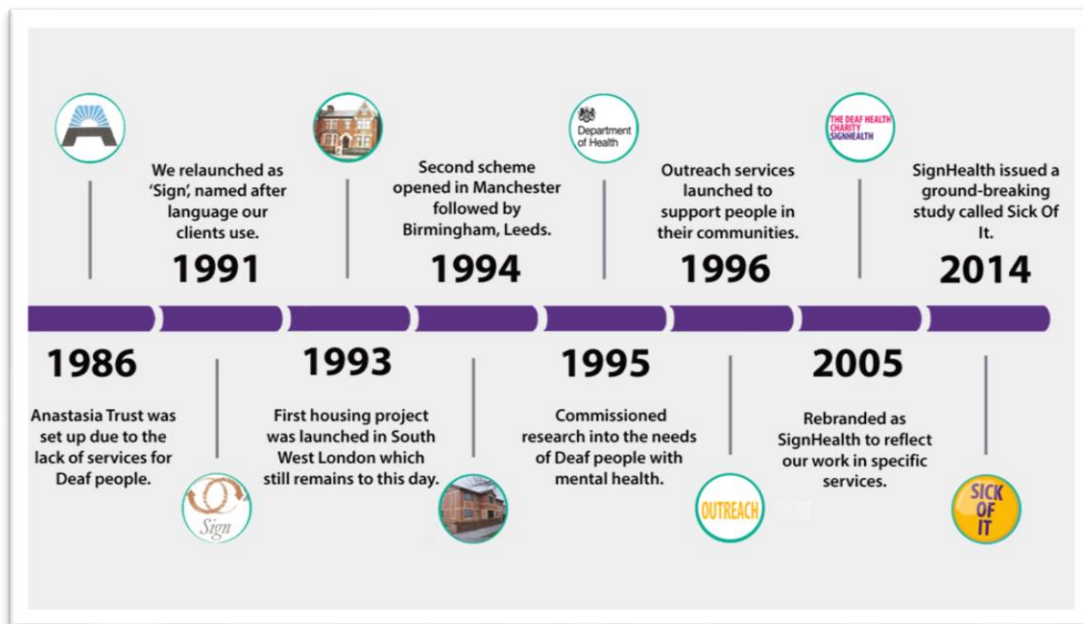 Department
of Health
THE DEAF HEALTH
CHARITY
SIGNHEALTH
We relaunched as
‘Sign’, named after
language our
clients use.
1991
Second scheme
opened in Manchester
followed by
Birmingham, Leeds.
1994
Outreach services
launched to
support people in
their communities.
1996
SignHealth issued a
ground-breaking
study called Sick Of
It.
2014
1986
Anastasia Trust was
set up due to the
lack of services for
Deaf people.
1993
First housing project
was launched in South
West London which
still remains to this day.
1995
Commissioned
research into the needs
of Deaf people with
mental health.
2005
Rebranded as
SignHealth to reflect
our work in specific
services.
Sign
OUTREACH
SICK
OF
IT